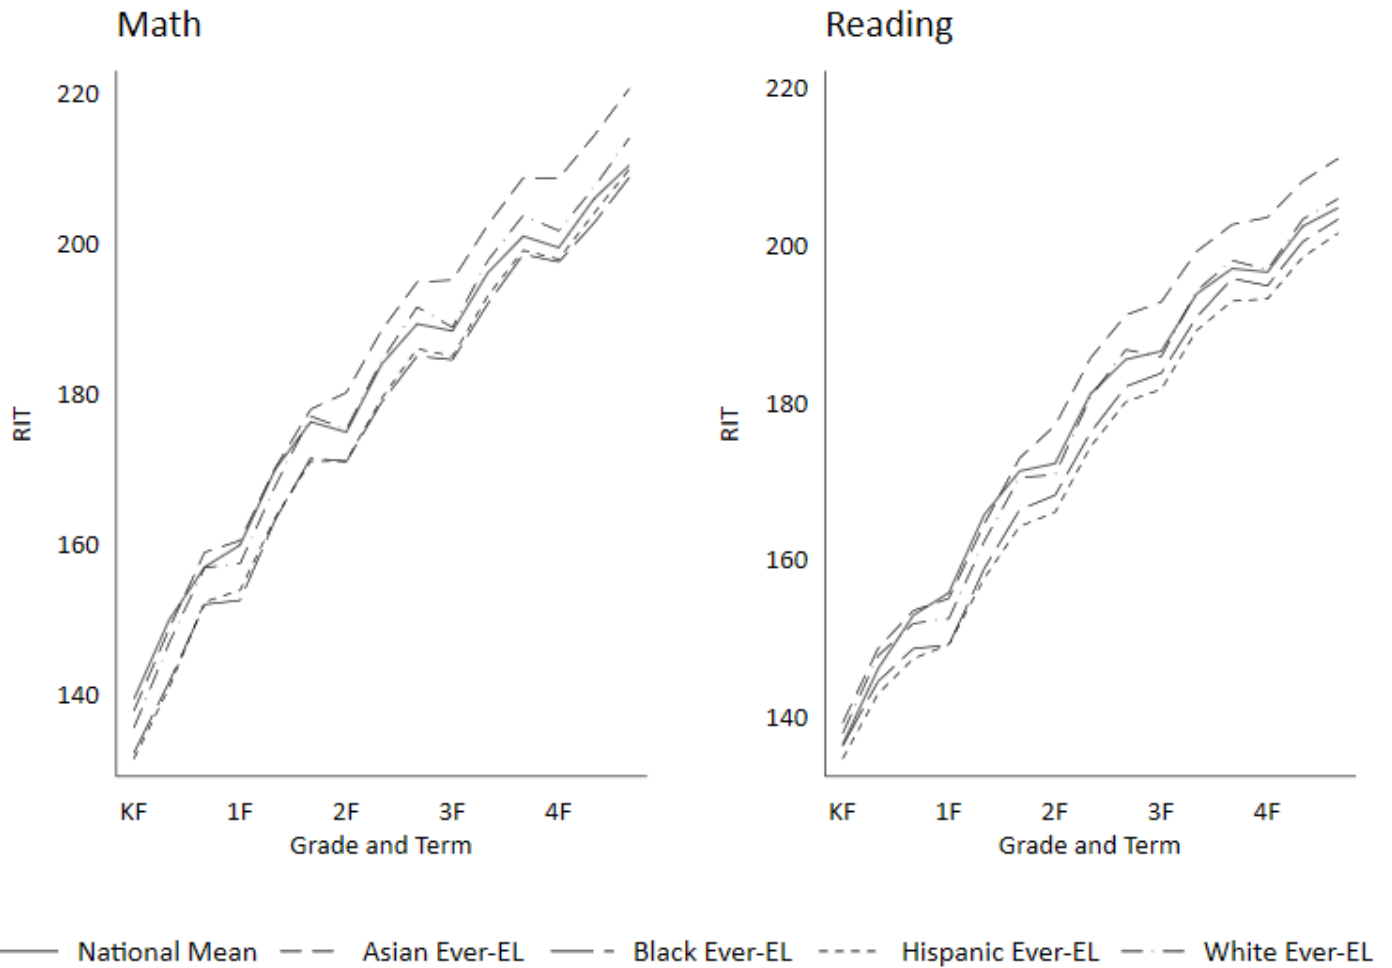 Math
220
200
180
160
140
RIT
KF 1F 2F 3F 4F
Grade and Term
Reading
220
200
180
160
140
RIT
KF 1F 2F 3F 4F
Grade and Term
National Mean Asian Ever-EL Black Ever-EL Hispanic Ever-EL White Ever-EL